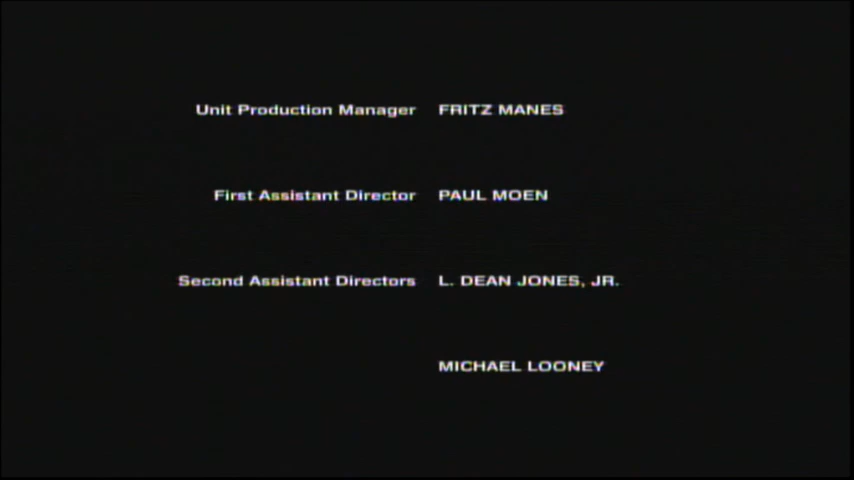 Unit Production Manager FRITZ MANES
First Assistant Director PAUL MOEN
Second Assistant Directors L. DEAN JONES, JR.
MICHAEL LOONEY